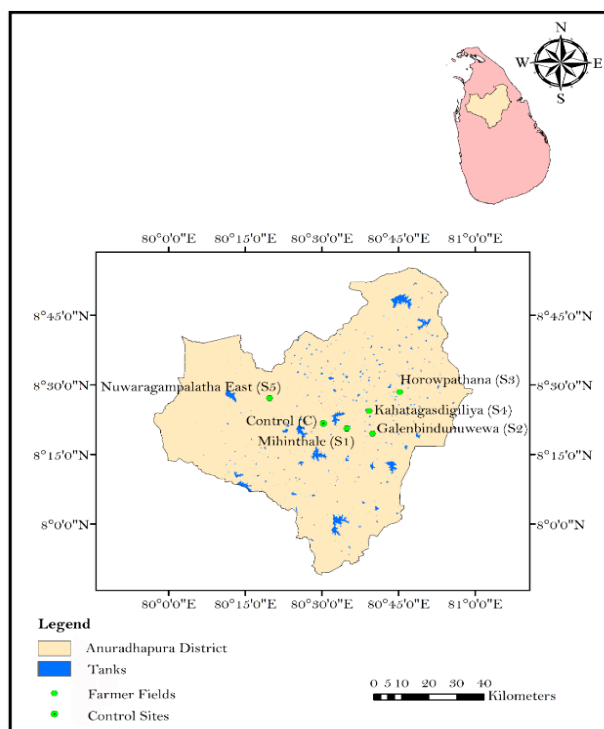 N
W E
S
80°0'0"E 80°15'0"E 80°30'0"E 80°45'0"E 81°0'0"E
8°45'0"N 8°45'0"N
8°30'0"N 8°30'0"N
Horowpathana (S3)
Nuwaragampalatha East (S5)
Kahatagasdigiliya (S4)
Control (C)
Galenbindunuwewa (S2)
Mihinthale (S1)
8°15'0"N 8°15'0"N
8°0'0"N 8°0'0"N
80°0'0"E 80°15'0"E 80°30'0"E 80°45'0"E 81°0'0"E
Legend
Anuradhapura District
Tanks
Farmer Fields
Control Sites
0 5 10 20 30 40
Kilometers